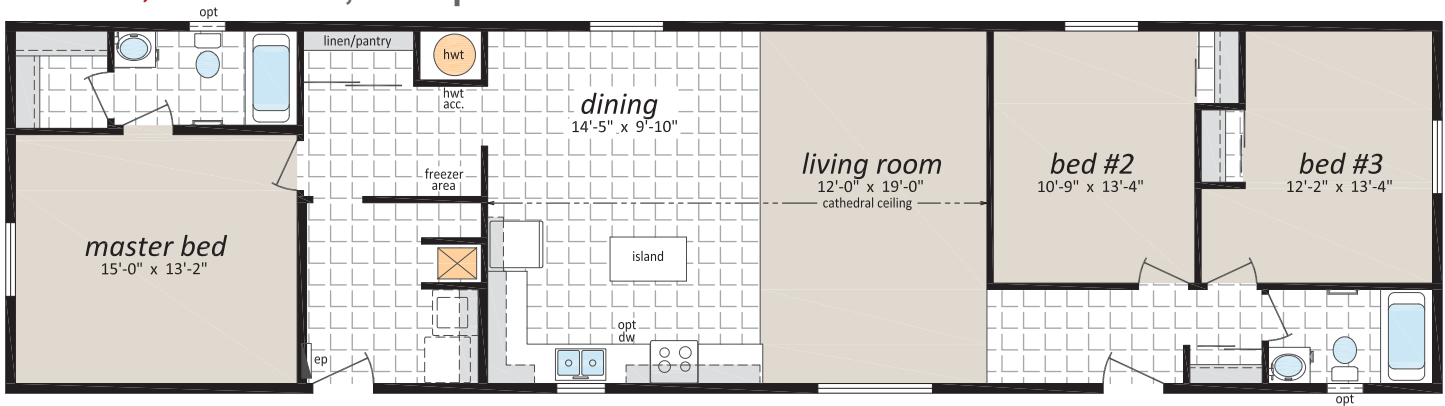 opt
linen/pantry
hwt
hwt
acc.
dining
14'-5" x 9'-10"
freezer
area
living room
12'-0" x 19'-0"
cathedral ceiling
bed #2
10'-9" x 13'-4"
bed #3
12'-2" x 13'-4"
master bed
15'-0" x 13'-2"
island
opt
dw
ep
opt